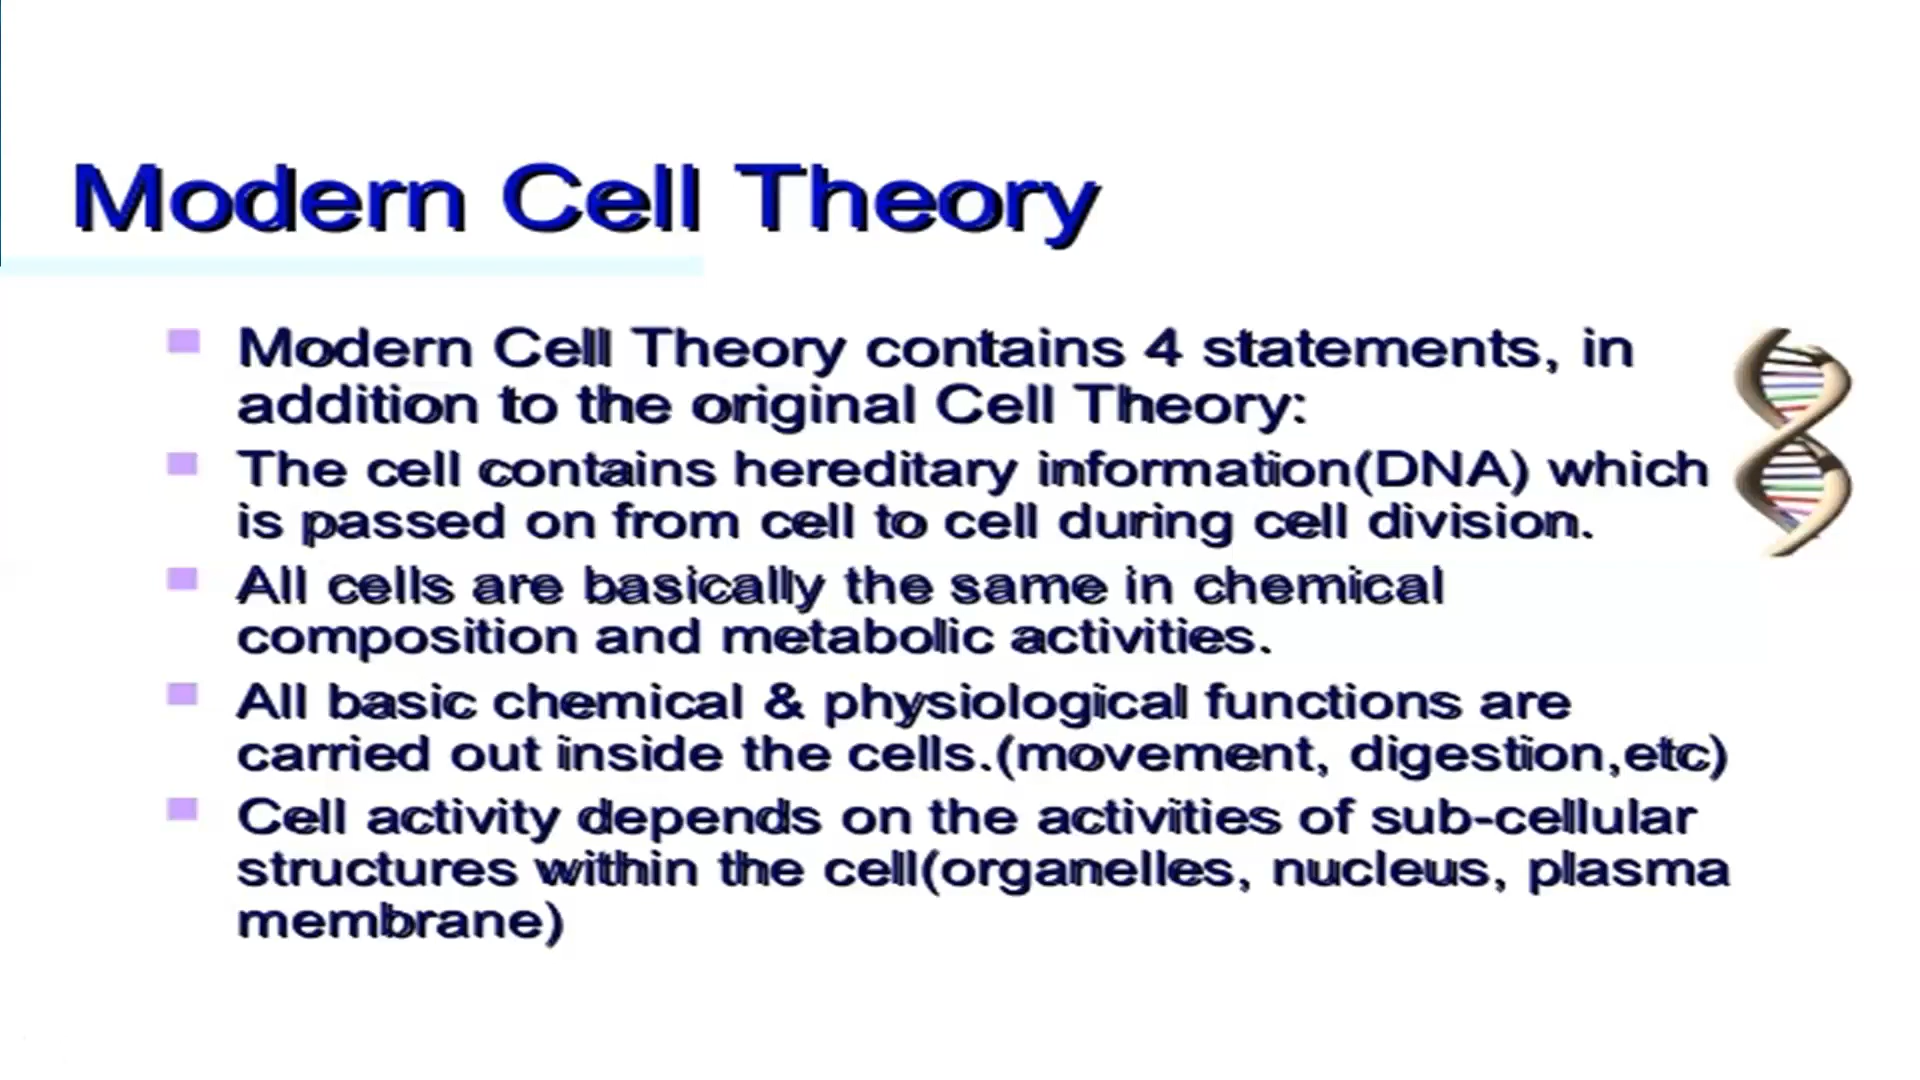 Modern Cell Theory
Modern Cell Theory contains 4 statements, in
addition to the original Cell Theory:
The cell contains hereditary information(DNA) which
is passed on from cell to cell during cell division.
All cells are basically the same in chemical
composition and metabolic activities.
All basic chemical & physiological functions are
carried out inside the cells.(movement, digestion,etc)
Cell activity depends on the activities of sub-cellular
structures within the cell(organelles, nucleus, plasma
membrane)